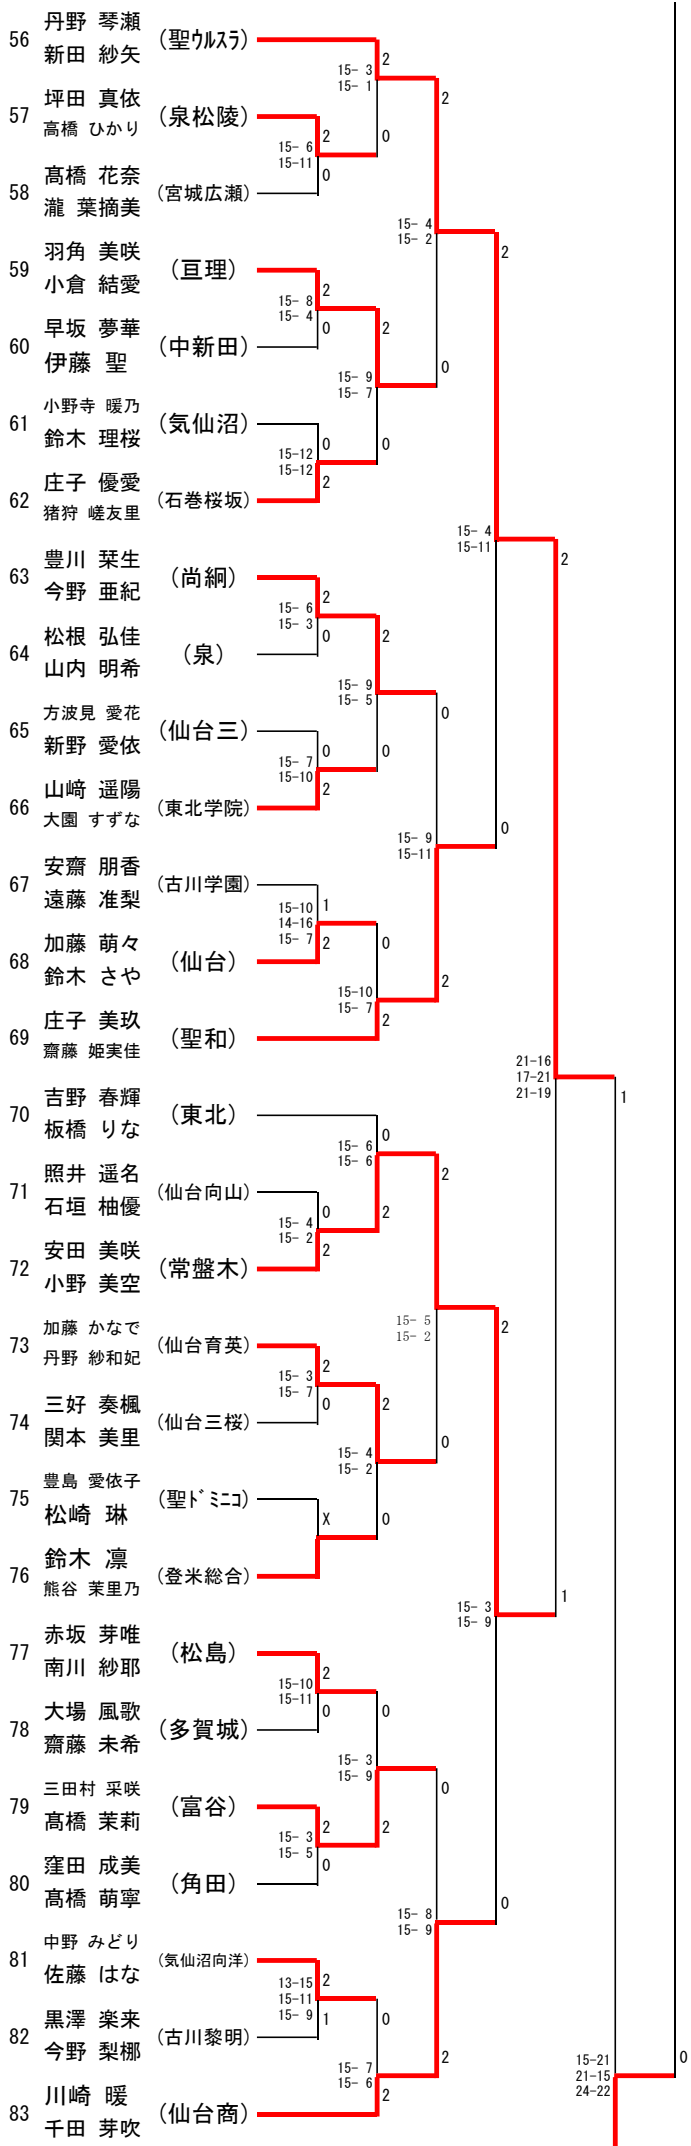 56 丹野 琴瀬 (聖ウルスラ)
新田 紗矢
57 坪田 真依 (泉松陵)
高橋 ひかり
58 髙橋 花奈 (宮城広瀬)
瀧 葉摘美
59 羽角 美咲 (亘理)
小倉 結愛
60 早坂 夢華 (中新田)
伊藤 聖
61 小野寺 暖乃 (気仙沼)
鈴木 理桜
62 庄子 優愛 (石巻桜坂)
猪狩 嵯友里
63 豊川 栞生 (尚絅)
今野 亜紀
64 松根 弘佳 (泉)
山内 明希
65 方波見 愛花 (仙台三)
新野 愛依
66 山﨑 遥陽 (東北学院)
大園 すずな
67 安齋 朋香 (古川学園)
遠藤 准梨
68 加藤 萌々 (仙台)
鈴木 さや
69 庄子 美玖 (聖和)
齋藤 姫実佳
70 吉野 春輝 (東北)
板橋 りな
71 照井 遥名 (仙台向山)
石垣 柚優
72 安田 美咲 (常盤木)
小野 美空
73 加藤 かなで (仙台育英)
丹野 紗和妃
74 三好 奏楓 (仙台三桜)
関本 美里
75 豊島 愛依子 (聖ドミニコ)
松崎 琳
76 鈴木 凛 (登米総合)
熊谷 茉里乃
77 赤坂 芽唯 (松島)
南川 紗耶
78 大場 風歌 (多賀城)
齋藤 未希
79 三田村 采咲 (富谷)
髙橋 茉莉
80 窪田 成美 (角田)
髙橋 萌寧
81 中野 みどり (気仙沼向洋)
佐藤 はな
82 黒澤 楽来 (古川黎明)
今野 梨梛
83 川崎 暖 (仙台商)
千田 芽吹
15- 6
15-11
2
0
15- 8
15- 4
2
0
15-12
15-12
0
2
15- 6
15- 3
2
0
15- 7
15-10
0
2
15-10
14-16
15- 7
1
2
15- 4
15- 2
0
2
15- 3
15- 7
2
0
X
15-10
15-11
2
0
15- 3
15- 5
2
0
13-15
15-11
15- 9
2
1
15- 3
15- 1
2
0
15- 9
15- 7
2
0
15- 9
15- 5
2
0
15-10
15- 7
0
2
15- 6
15- 6
0
2
15- 4
15- 2
2
0
15- 3
15- 9
0
2
15- 7
15- 6
0
2
15- 4
15- 2
2
0
15- 9
15-11
0
2
15- 5
15- 2
2
0
15- 8
15- 9
0
2
15- 4
15-11
2
0
15- 3
15- 9
2
0
21-16
17-21
21-19
2
1
15-21
21-15
24-22
1
0